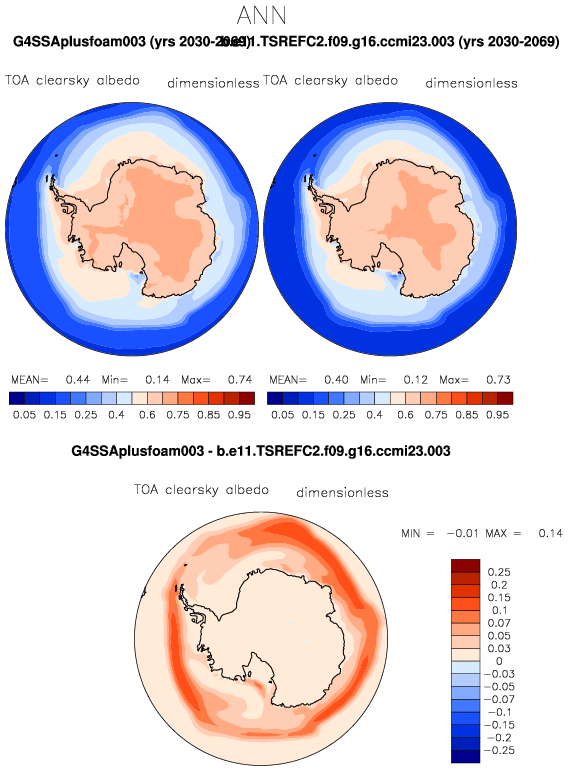 ANN
G4SSAplusfoam003 (yrs 2030-2069) b.e11.TSREFC2.f09.g16.ccmi23.003 (yrs 2030-2069)
TOA clearsky albedo dimensionless TOA clearsky albedo dimensionless
MEAN= 0.44 Min= 0.14 Max= 0.74 MEAN= 0.40 Min= 0.12 Max= 0.73
0.05 0.15 0.25 0.4 0.6 0.75 0.85 0.95 0.05 0.15 0.25 0.4 0.6 0.75 0.85 0.95
G4SSAplusfoam003 - b.e11.TSREFC2.f09.g16.ccmi23.003
TOA clearsky albedo dimensionless
MIN = -0.01 MAX = 0.14
0.25
0.2
0.15
0.1
0.07
0.05
0.03
0
-0.03
-0.05
-0.07
-0.1
-0.15
-0.2
-0.25